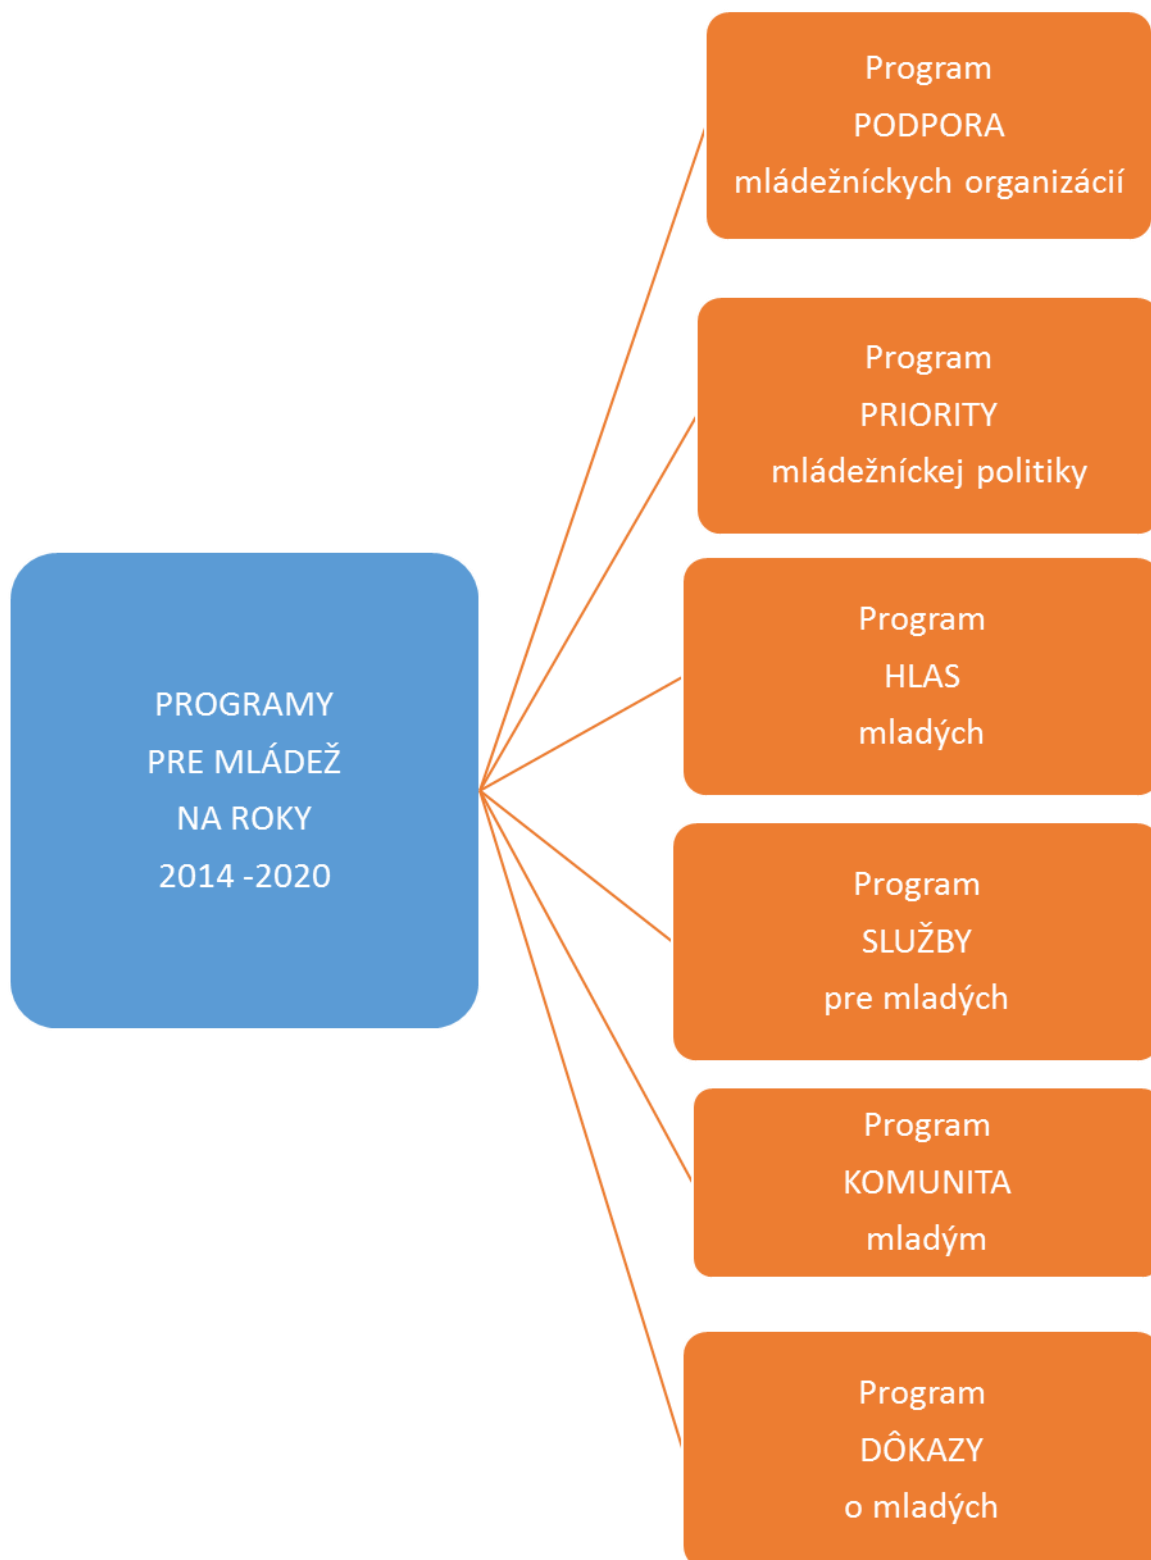 PROGRAMY
PRE MLÁDEŽ
NA ROKY
2014 -2020
Program
PODPORA
mládežníckych organizácií
Program
PRIORITY
mládežníckej politiky
Program
HLAS
mladých
Program
SLUŽBY
pre mladých
Program
KOMUNITA
mladým
Program
DÔKAZY
o mladých